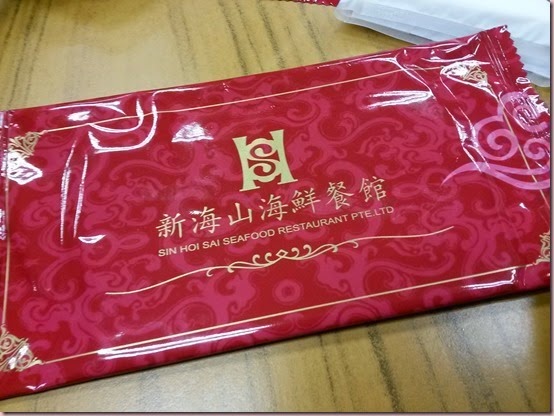 新海山海鮮餐館
SIN HOI SAI SEAFOOD RESTAURANT PTE.LTD